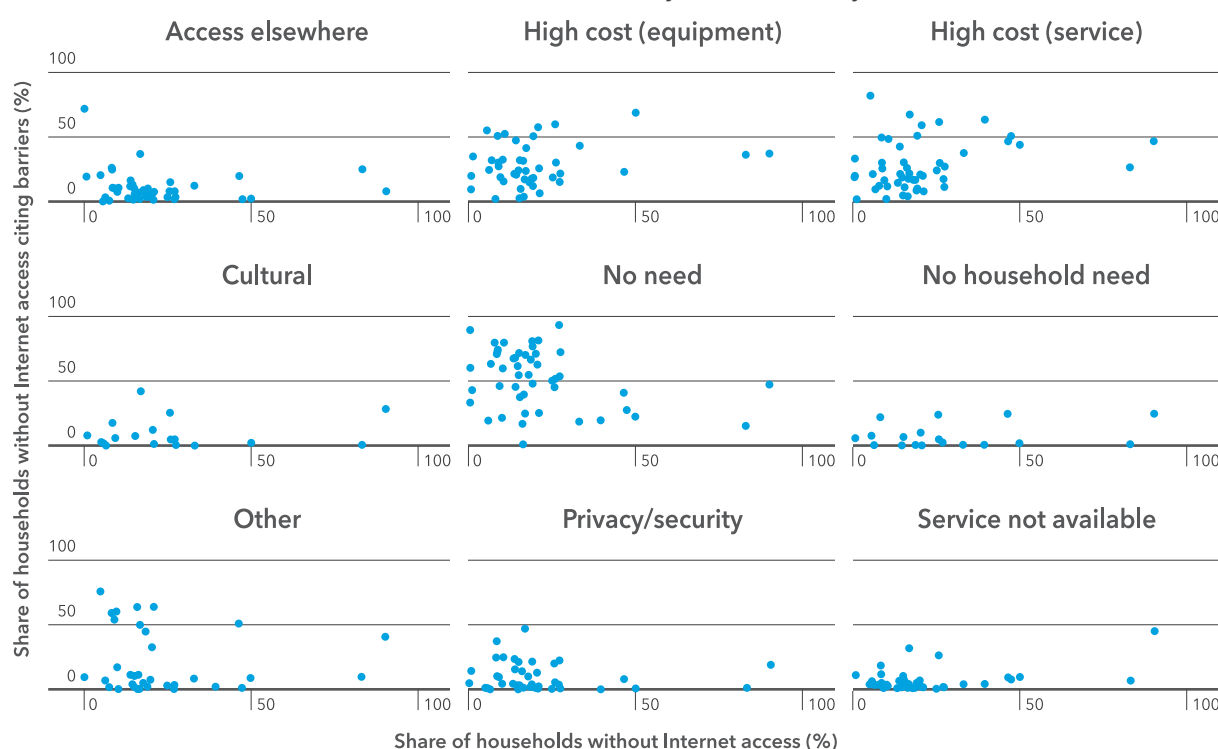 Access elsewhere
High cost (equipment)
High cost (service)
Share of households without Internet access citing barriers (%)
100
50
0
0 50 100
0 50 100
0 50 100
Cultural
No need
No household need
100
50
0
0 50 100
0 50 100
0 50 100
Other
Privacy/security
Service not available
100
50
0
0 50 100
0 50 100
0 50 100
Share of households without Internet access (%)